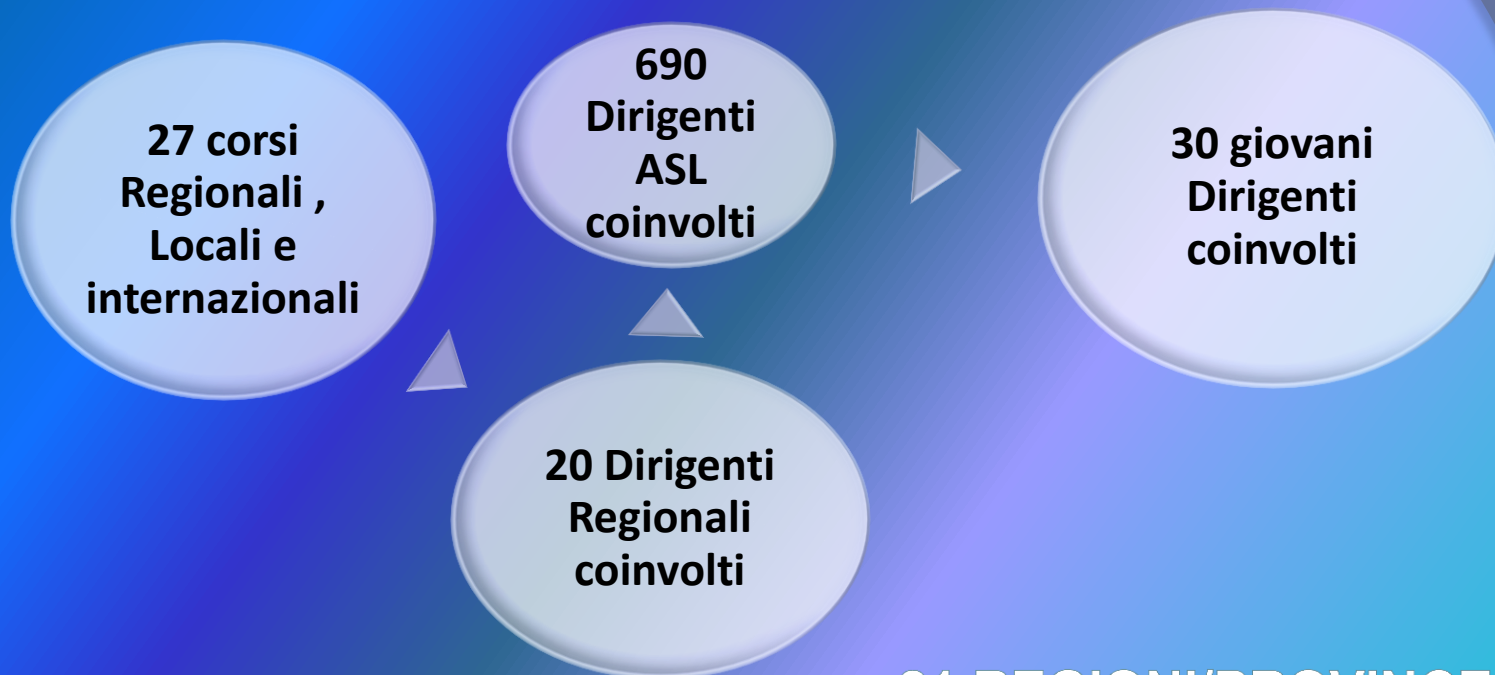 27 corsi
Regionali ,
Locali e
internazionali
690
Dirigenti
ASL
coinvolti
30 giovani
Dirigenti
coinvolti
20 Dirigenti
Regionali
coinvolti